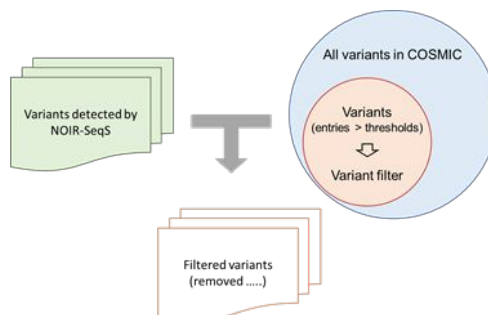 Variants detected by
NOIR-SeqS
All variants in COSMIC
Variants
(entries > thresholds)
Variant filter
Filtered variants
(removed .....)